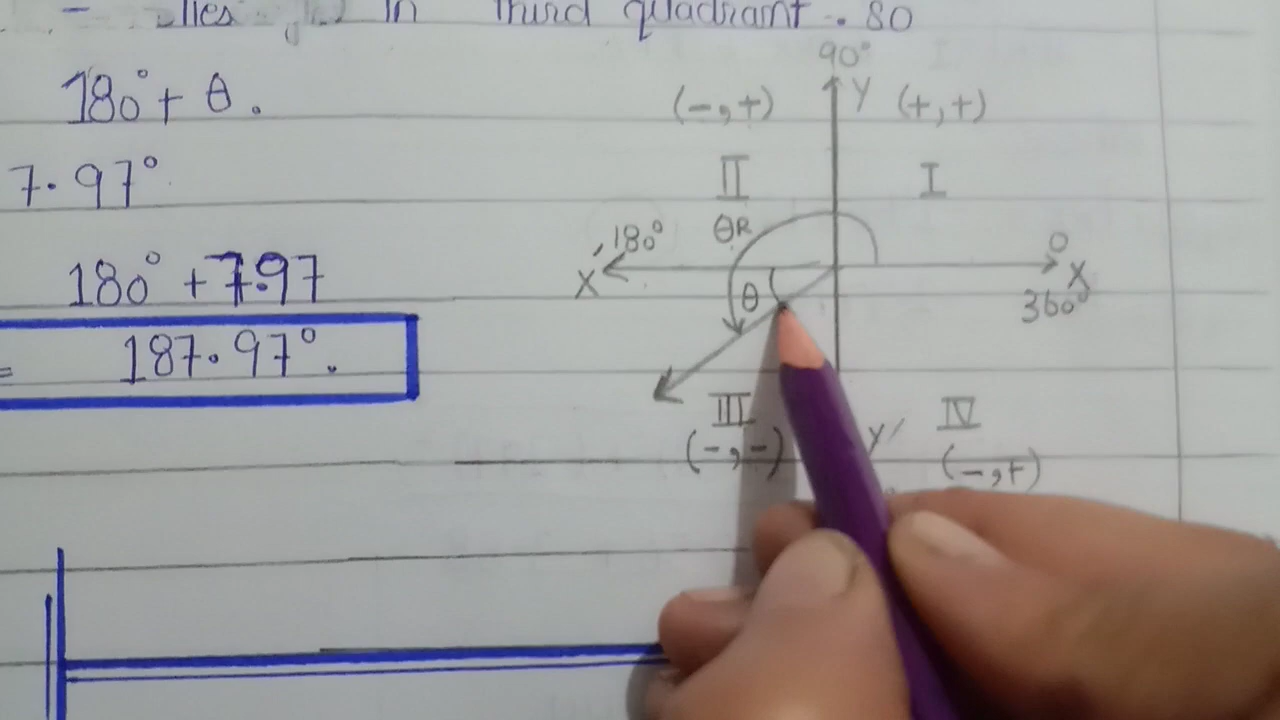 lies in third quadrant. so
180° + θ.
7.97°
180° + 7.97
= 187.97°.
90°
Y
(-,+)
(+,+)
II
I
θR
180°
X'
0
X
360°
θ
III
(-,-)
Y'
IV
(-,+)